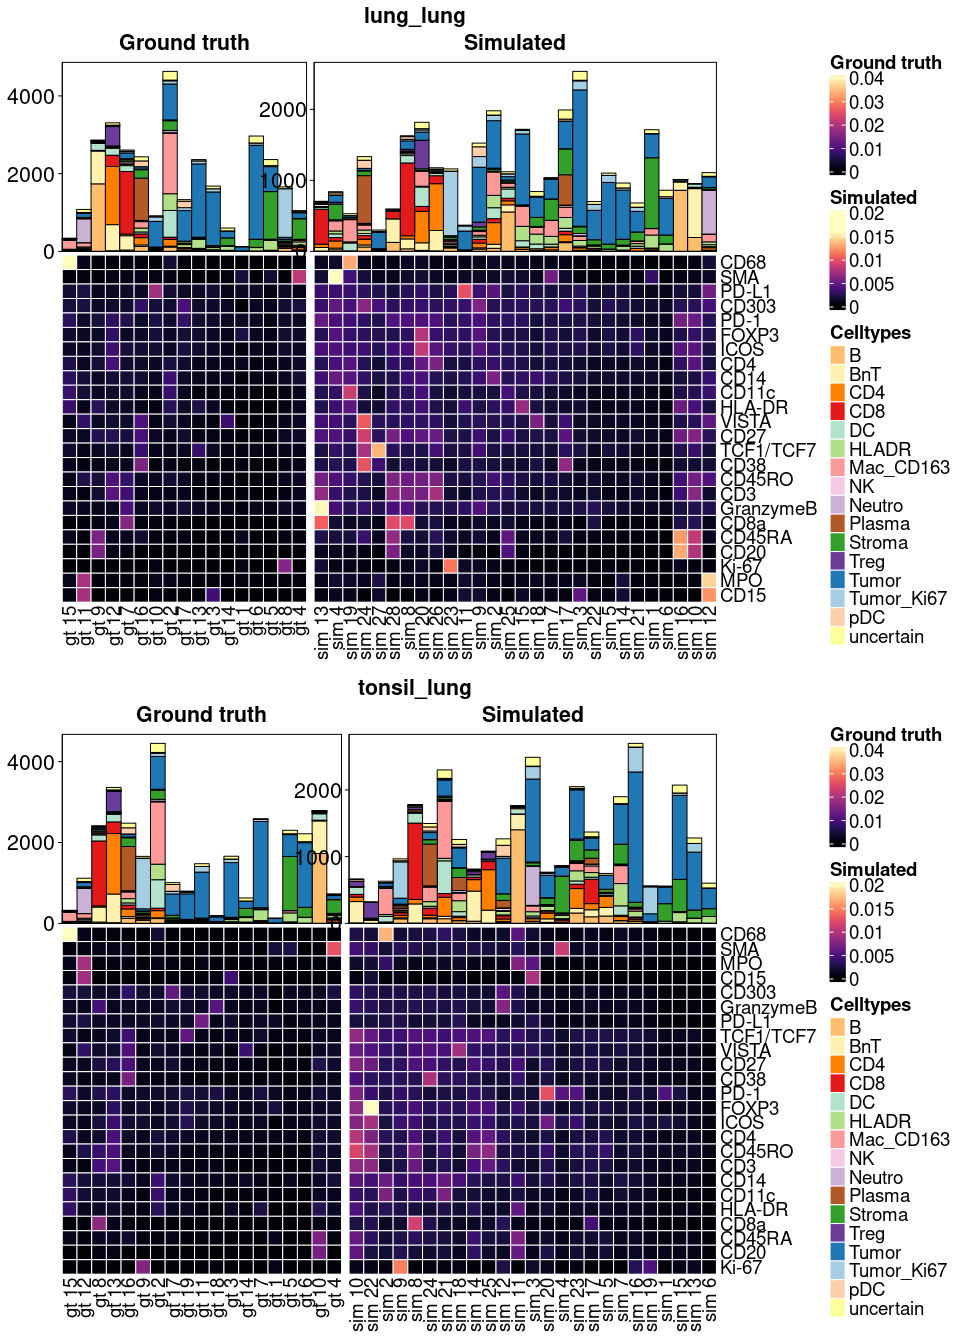 lung_lung
Ground truth
Simulated
4000
2000
0
2000
1000
0
CD68
SMA
PD-L1
CD303
PD-1
FOXP3
ICOS
CD4
CD14
CD11c
HLA-DR
VISTA
CD27
TCF1/TCF7
CD38
CD45RO
CD3
GranzymeB
CD8a
CD45RA
CD20
Ki-67
MPO
CD15
gt 15
gt 11
gt 9
gt 12
gt 7
gt 16
gt 10
gt 2
gt 17
gt 13
gt 3
gt 14
gt 1
gt 6
gt 5
gt 8
gt 4
sim 13
sim 4
sim 19
sim 24
sim 27
sim 28
sim 8
sim 20
sim 26
sim 23
sim 11
sim 9
sim 2
sim 25
sim 15
sim 18
sim 7
sim 17
sim 3
sim 22
sim 5
sim 14
sim 21
sim 1
sim 6
sim 16
sim 10
sim 12
Ground truth
0.04
0.03
0.02
0.01
0
Simulated
0.02
0.015
0.01
0.005
0
Celltypes
B
BnT
CD4
CD8
DC
HLADR
Mac_CD163
NK
Neutro
Plasma
Stroma
Treg
Tumor
Tumor_Ki67
pDC
uncertain
tonsil_lung
Ground truth
Simulated
4000
2000
0
2000
1000
0
CD68
SMA
MPO
CD15
CD303
GranzymeB
PD-L1
TCF1/TCF7
VISTA
CD27
CD38
PD-1
FOXP3
ICOS
CD4
CD45RO
CD3
CD14
CD11c
HLA-DR
CD8a
CD45RA
CD20
Ki-67
gt 15
gt 12
gt 8
gt 13
gt 16
gt 9
gt 2
gt 17
gt 19
gt 11
gt 18
gt 3
gt 14
gt 7
gt 1
gt 5
gt 6
gt 10
gt 4
sim 10
sim 22
sim 2
sim 9
sim 8
sim 24
sim 21
sim 18
sim 14
sim 25
sim 12
sim 11
sim 3
sim 20
sim 4
sim 23
sim 17
sim 5
sim 7
sim 16
sim 19
sim 1
sim 15
sim 13
sim 6
Ground truth
0.04
0.03
0.02
0.01
0
Simulated
0.02
0.015
0.01
0.005
0
Celltypes
B
BnT
CD4
CD8
DC
HLADR
Mac_CD163
NK
Neutro
Plasma
Stroma
Treg
Tumor
Tumor_Ki67
pDC
uncertain